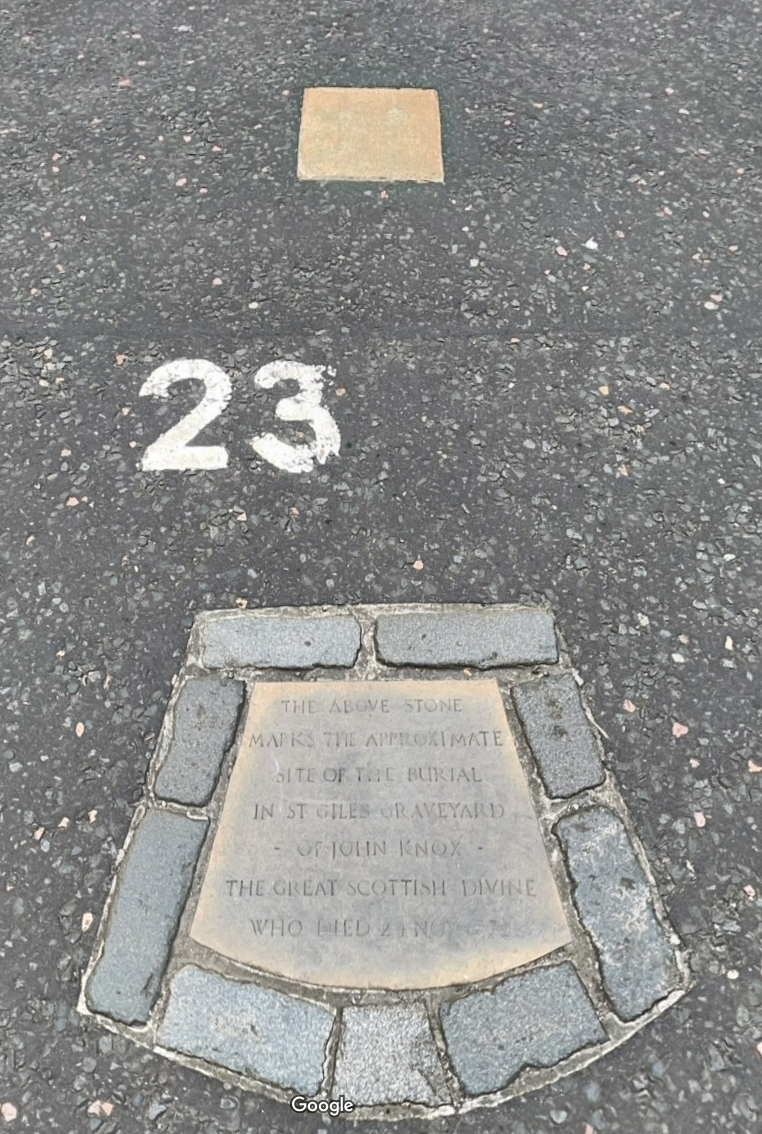 23
THE ABOVE STONE
MARKS THE APPROXIMATE
SITE OF THE BURIAL
IN ST GILES GRAVEYARD
- OF JOHN KNOX -
THE GREAT SCOTTISH DIVINE
WHO DIED 24 NOV
Google